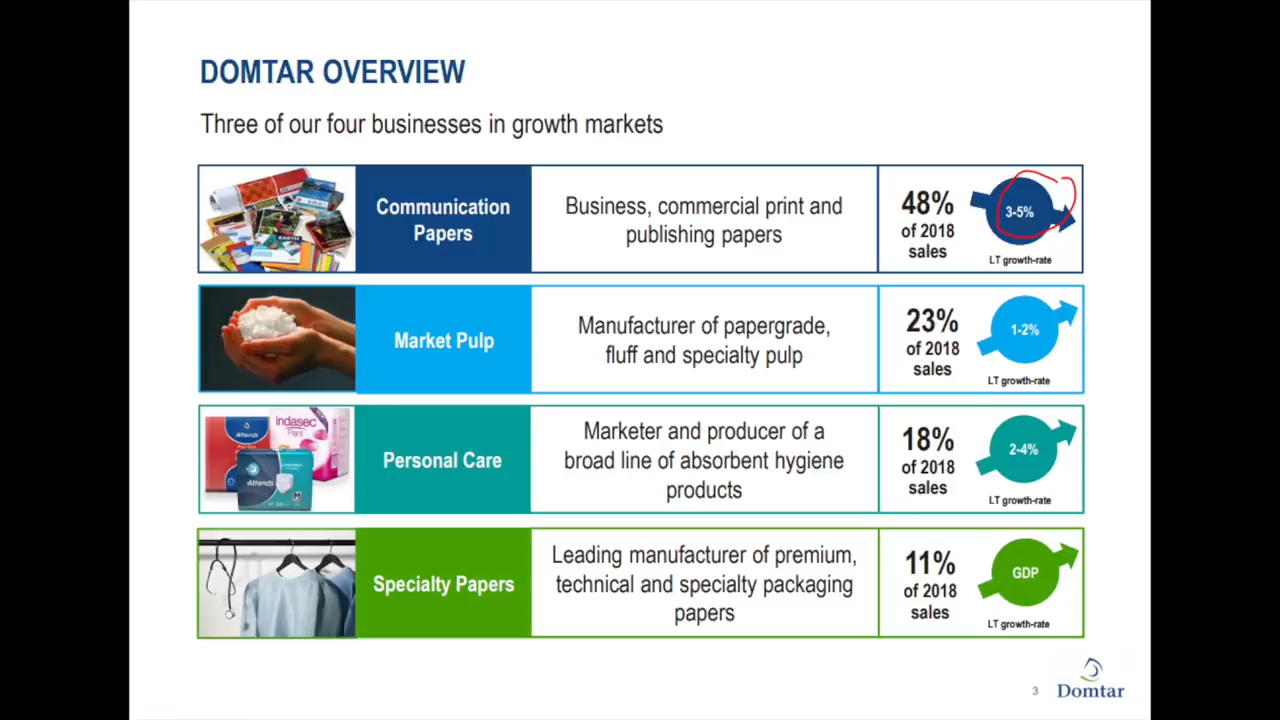 DOMTAR OVERVIEW
Three of our four businesses in growth markets
Communication
Papers
Business, commercial print and
publishing papers
48%
of 2018
sales
3-5%
LT growth-rate
Market Pulp
Manufacturer of papergrade,
fluff and specialty pulp
23%
of 2018
sales
1-2%
LT growth-rate
indasec
Attends
Attends
Personal Care
Marketer and producer of a
broad line of absorbent hygiene
products
18%
of 2018
sales
2-4%
LT growth-rate
Specialty Papers
Leading manufacturer of premium,
technical and specialty packaging
papers
11%
of 2018
sales
GDP
LT growth-rate
3
Domtar